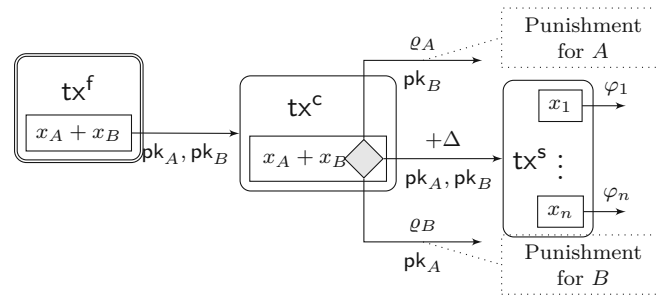 Punishment
for A
ϱ_A
pk_B
tx^f
x_A + x_B
pk_A, pk_B
tx^c
x_A + x_B
+Δ
pk_A, pk_B
tx^s
x_1
φ_1
⋮
x_n
φ_n
ϱ_B
pk_A
Punishment
for B